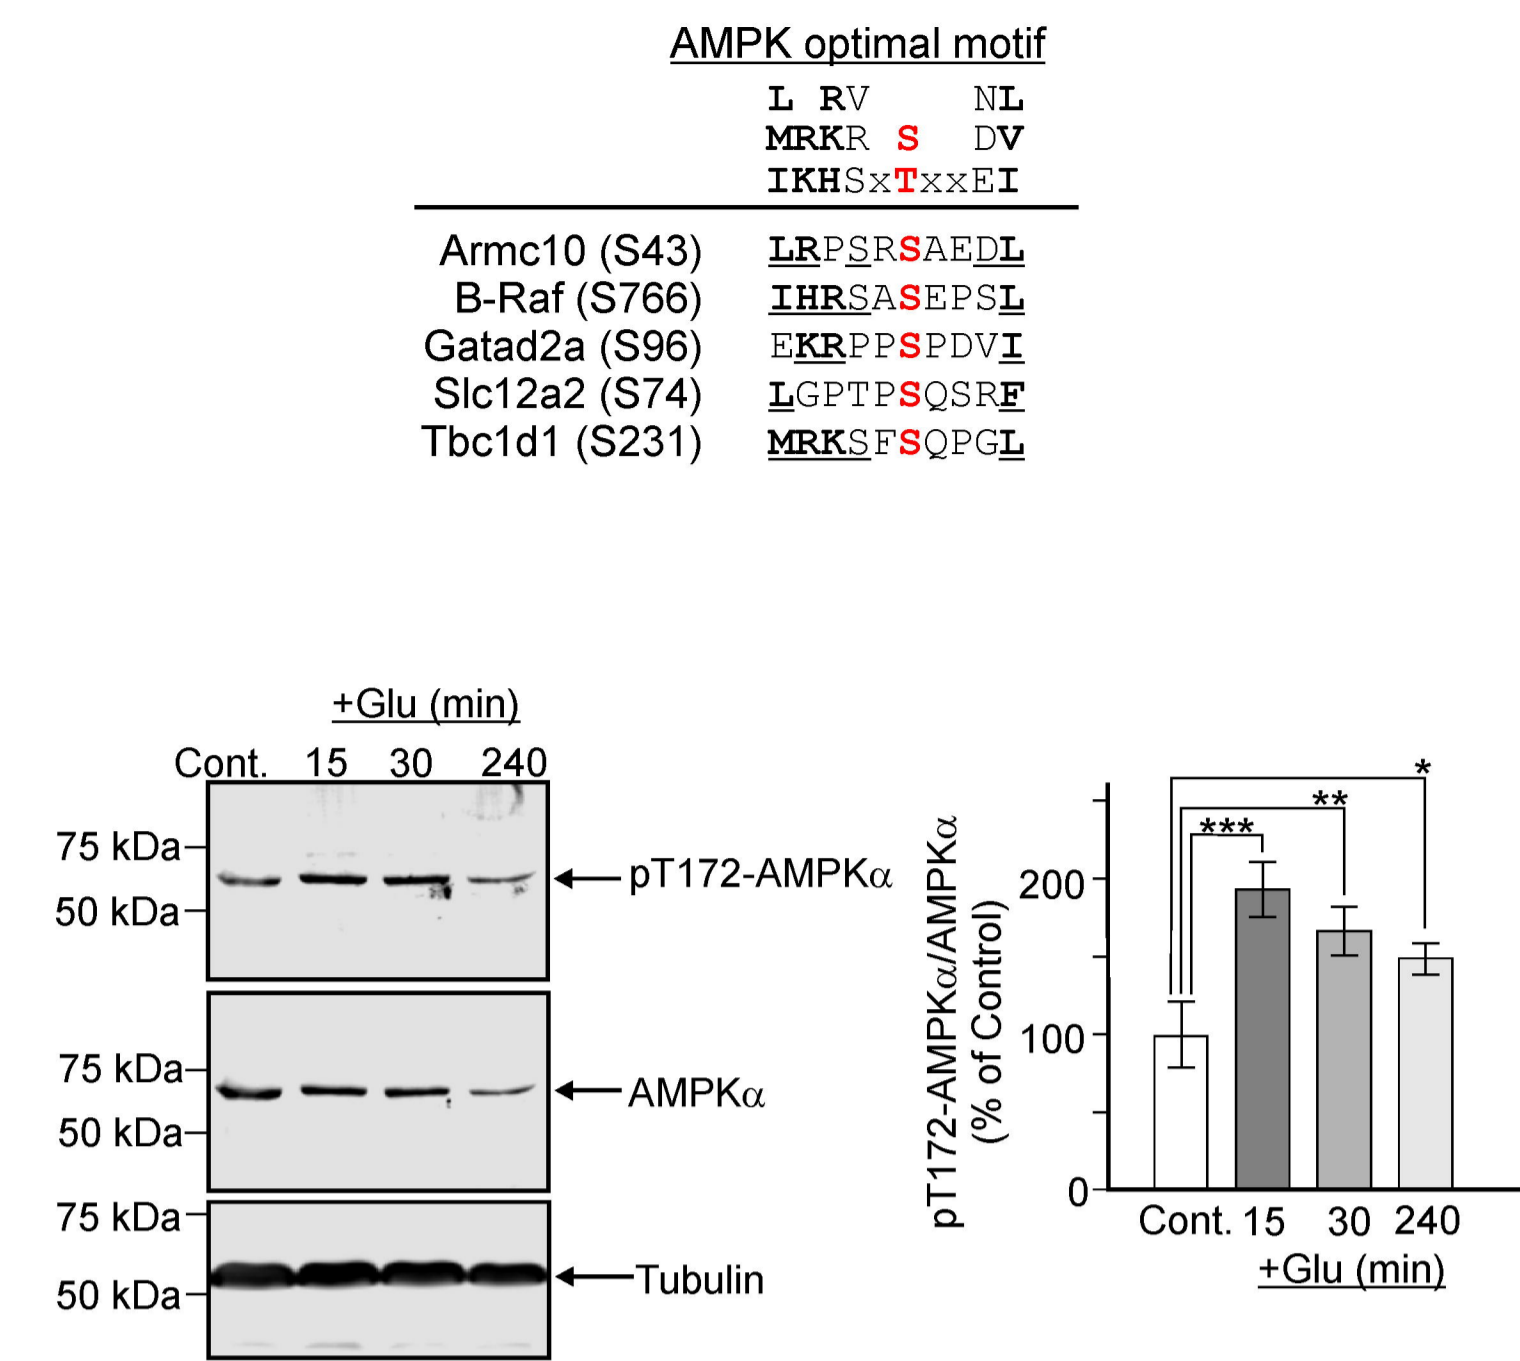 AMPK optimal motif
L RV NL
MRKR S DV
IKHSxTxxEI
Armc10 (S43) LRPSRSAEDL
B-Raf (S766) IHRSASEPSL
Gatad2a (S96) EKRPPSPDVI
Slc12a2 (S74) LGPTPSQSRF
Tbc1d1 (S231) MRKSFSQPGL
+Glu (min)
Cont. 15 30 240
75 kDa
50 kDa
pT172-AMPKα
75 kDa
50 kDa
AMPKα
75 kDa
50 kDa
Tubulin
pT172-AMPKα/AMPKα
(% of Control)
200
100
0
*
**
***
Cont. 15 30 240
+Glu (min)